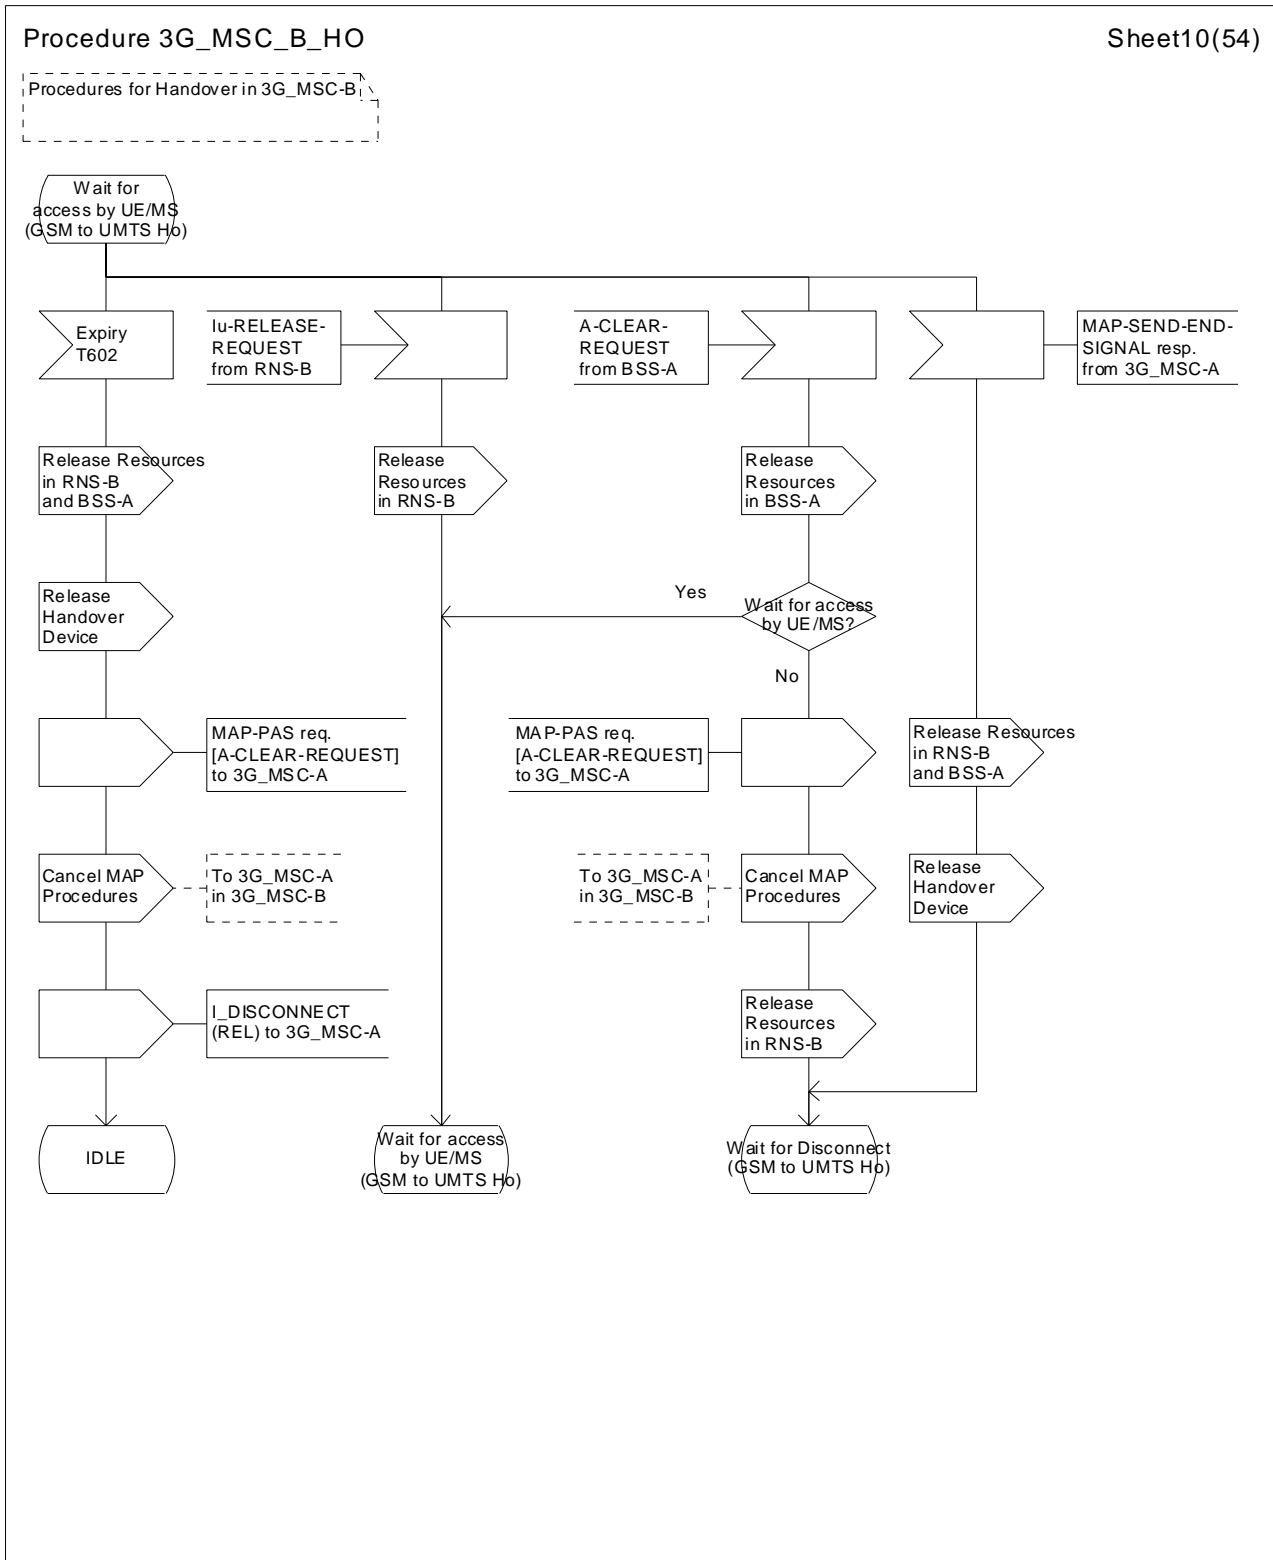 Procedure 3G_MSC_B_HO
Sheet10(54)
Procedures for Handover in 3G_MSC-B
Wait for
access by UE/MS
(GSM to UMTS Ho)
Expiry
T602
Iu-RELEASE-
REQUEST
from RNS-B
A-CLEAR-
REQUEST
from BSS-A
MAP-SEND-END-
SIGNAL resp.
from 3G_MSC-A
Release Resources
in RNS-B
and BSS-A
Release
Resources
in RNS-B
Release
Resources
in BSS-A
Release
Handover
Device
Yes
Wait for access
by UE/MS?
No
MAP-PAS req.
[A-CLEAR-REQUEST]
to 3G_MSC-A
MAP-PAS req.
[A-CLEAR-REQUEST]
to 3G_MSC-A
Release Resources
in RNS-B
and BSS-A
Cancel MAP
Procedures
To 3G_MSC-A
in 3G_MSC-B
To 3G_MSC-A
in 3G_MSC-B
Cancel MAP
Procedures
Release
Handover
Device
I_DISCONNECT
(REL) to 3G_MSC-A
Release
Resources
in RNS-B
IDLE
Wait for access
by UE/MS
(GSM to UMTS Ho)
Wait for Disconnect
(GSM to UMTS Ho)